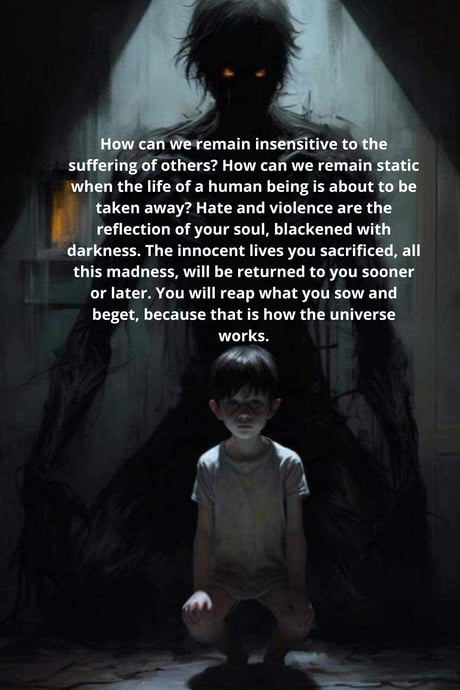 How can we remain insensitive to the
suffering of others? How can we remain static
when the life of a human being is about to be
taken away? Hate and violence are the
reflection of your soul, blackened with
darkness. The innocent lives you sacrificed, all
this madness, will be returned to you sooner
or later. You will reap what you sow and
beget, because that is how the universe
works.